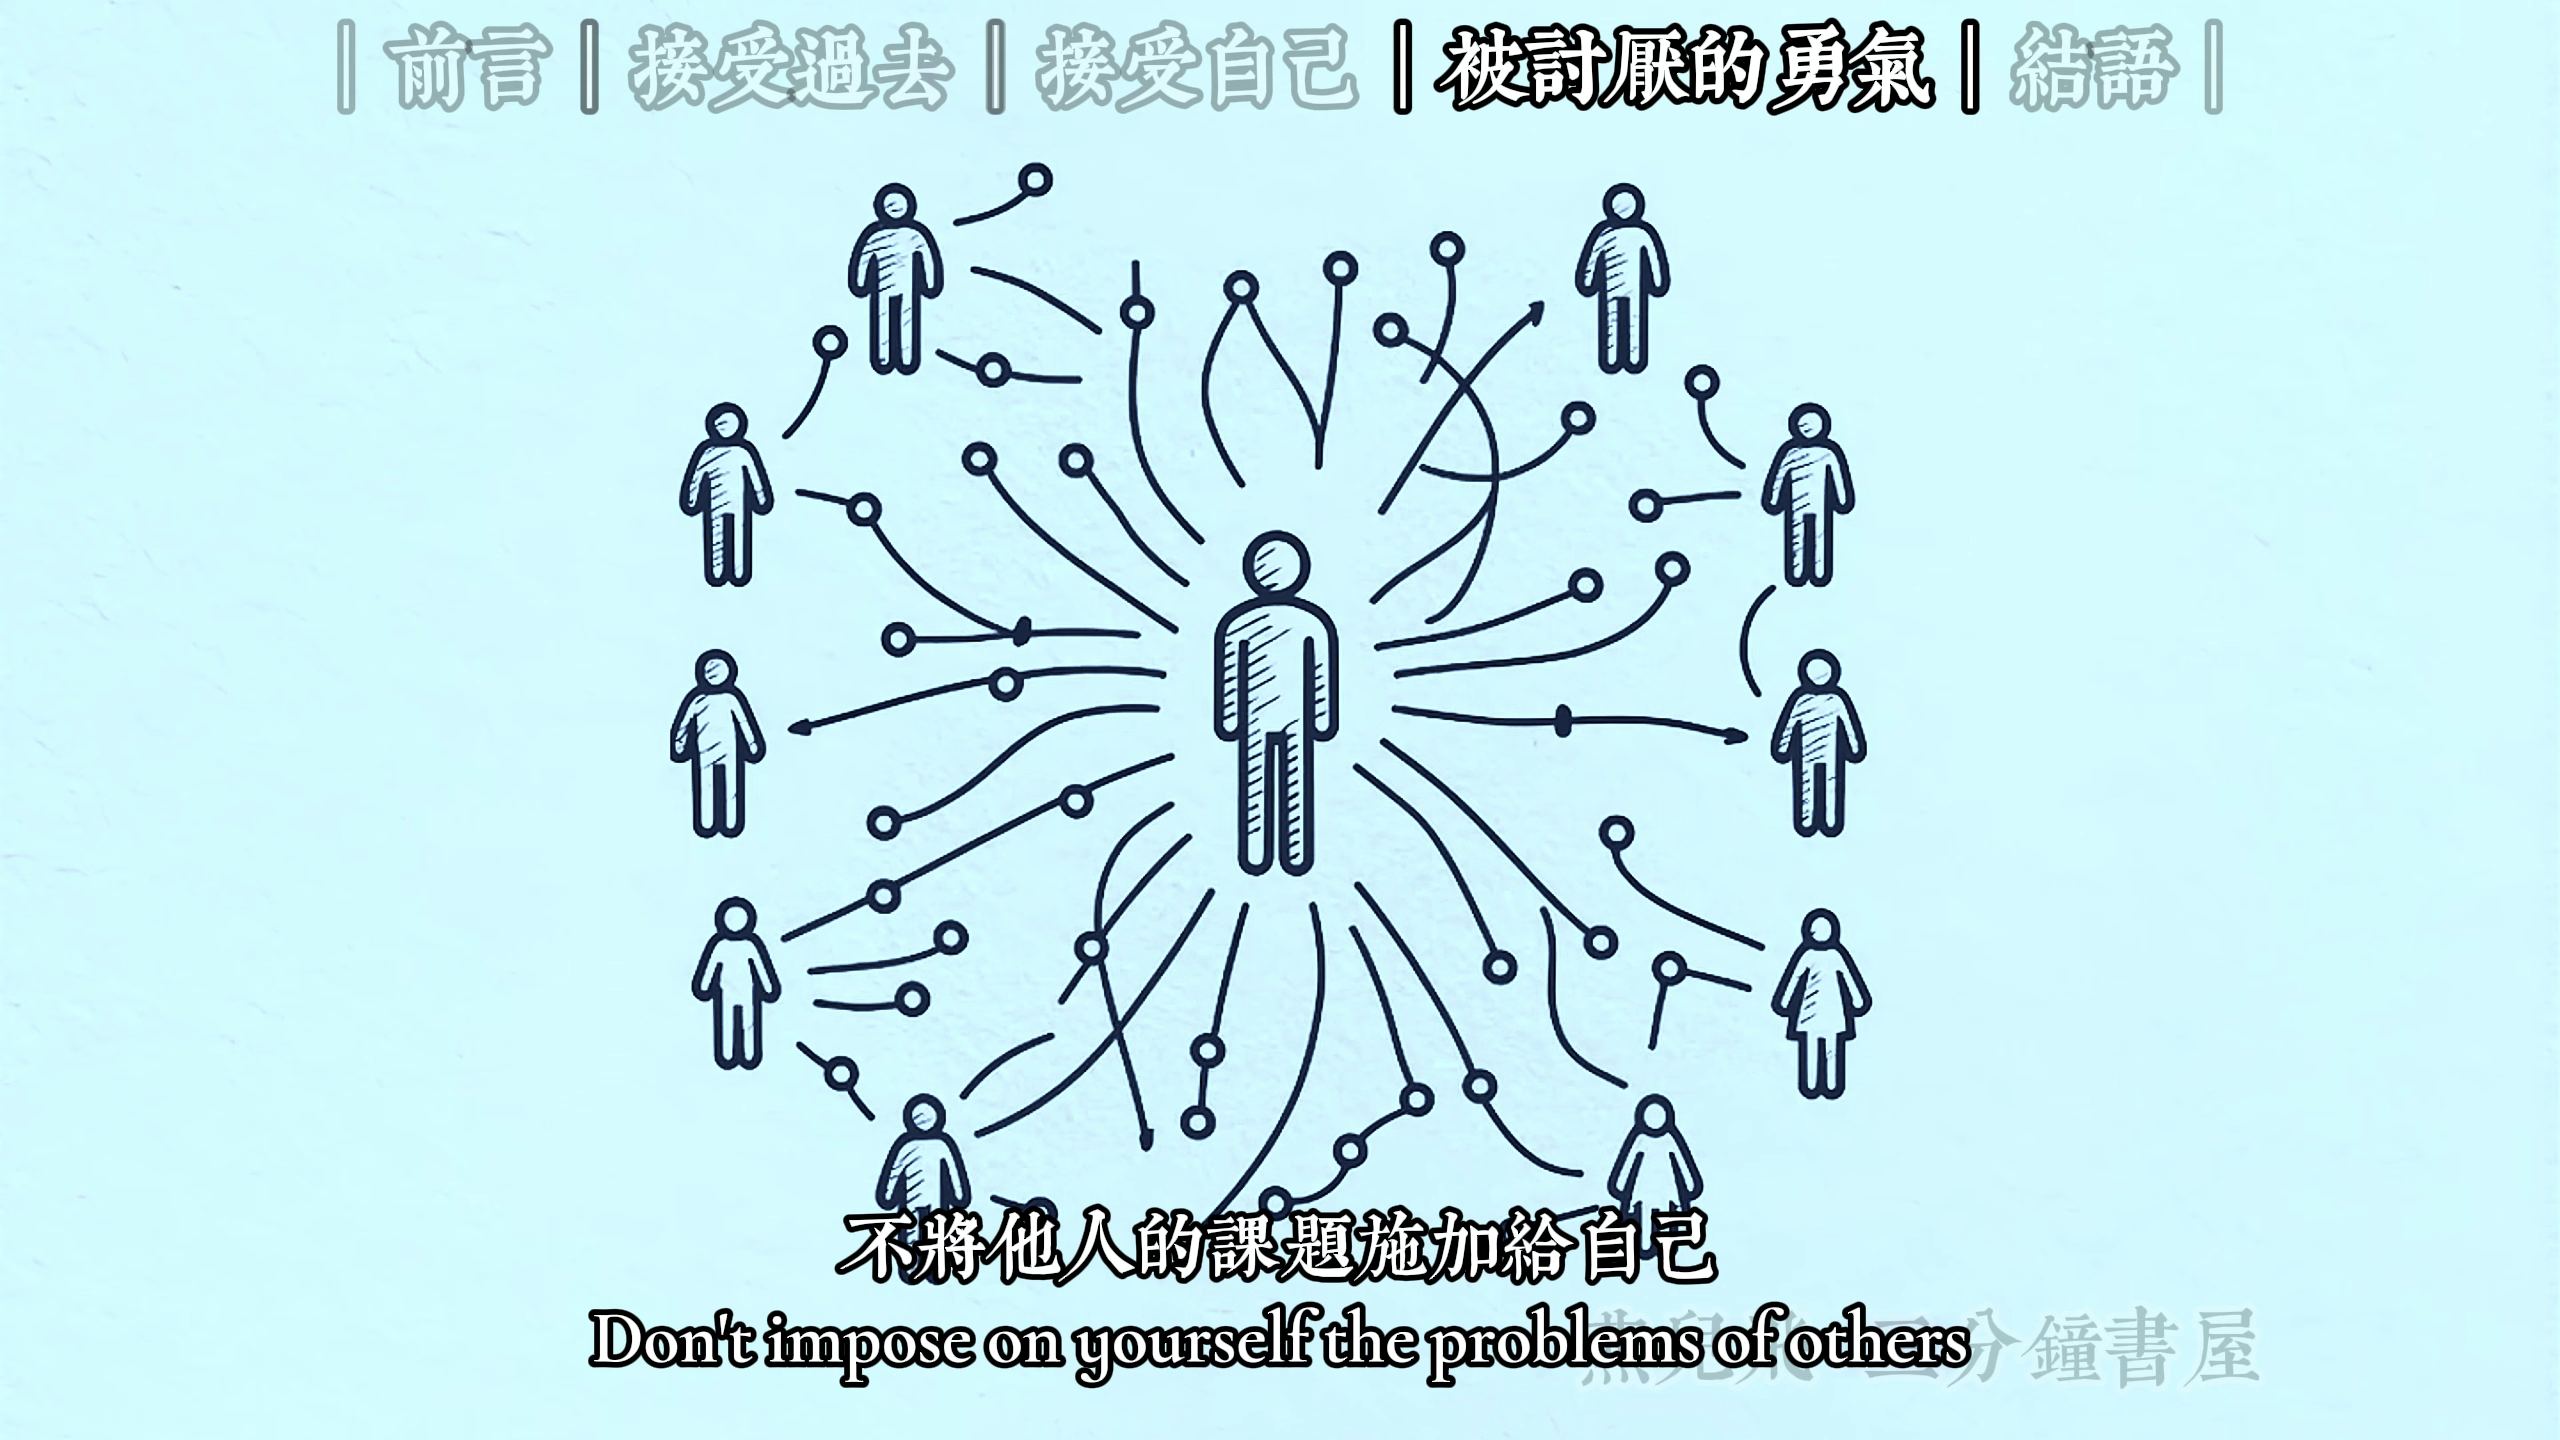 | 前言 | 接受過去 | 接受自己 | 被討厭的勇氣 | 結語 |
不將他人的課題施加給自己
Don't impose on yourself the problems of others
分鐘書屋